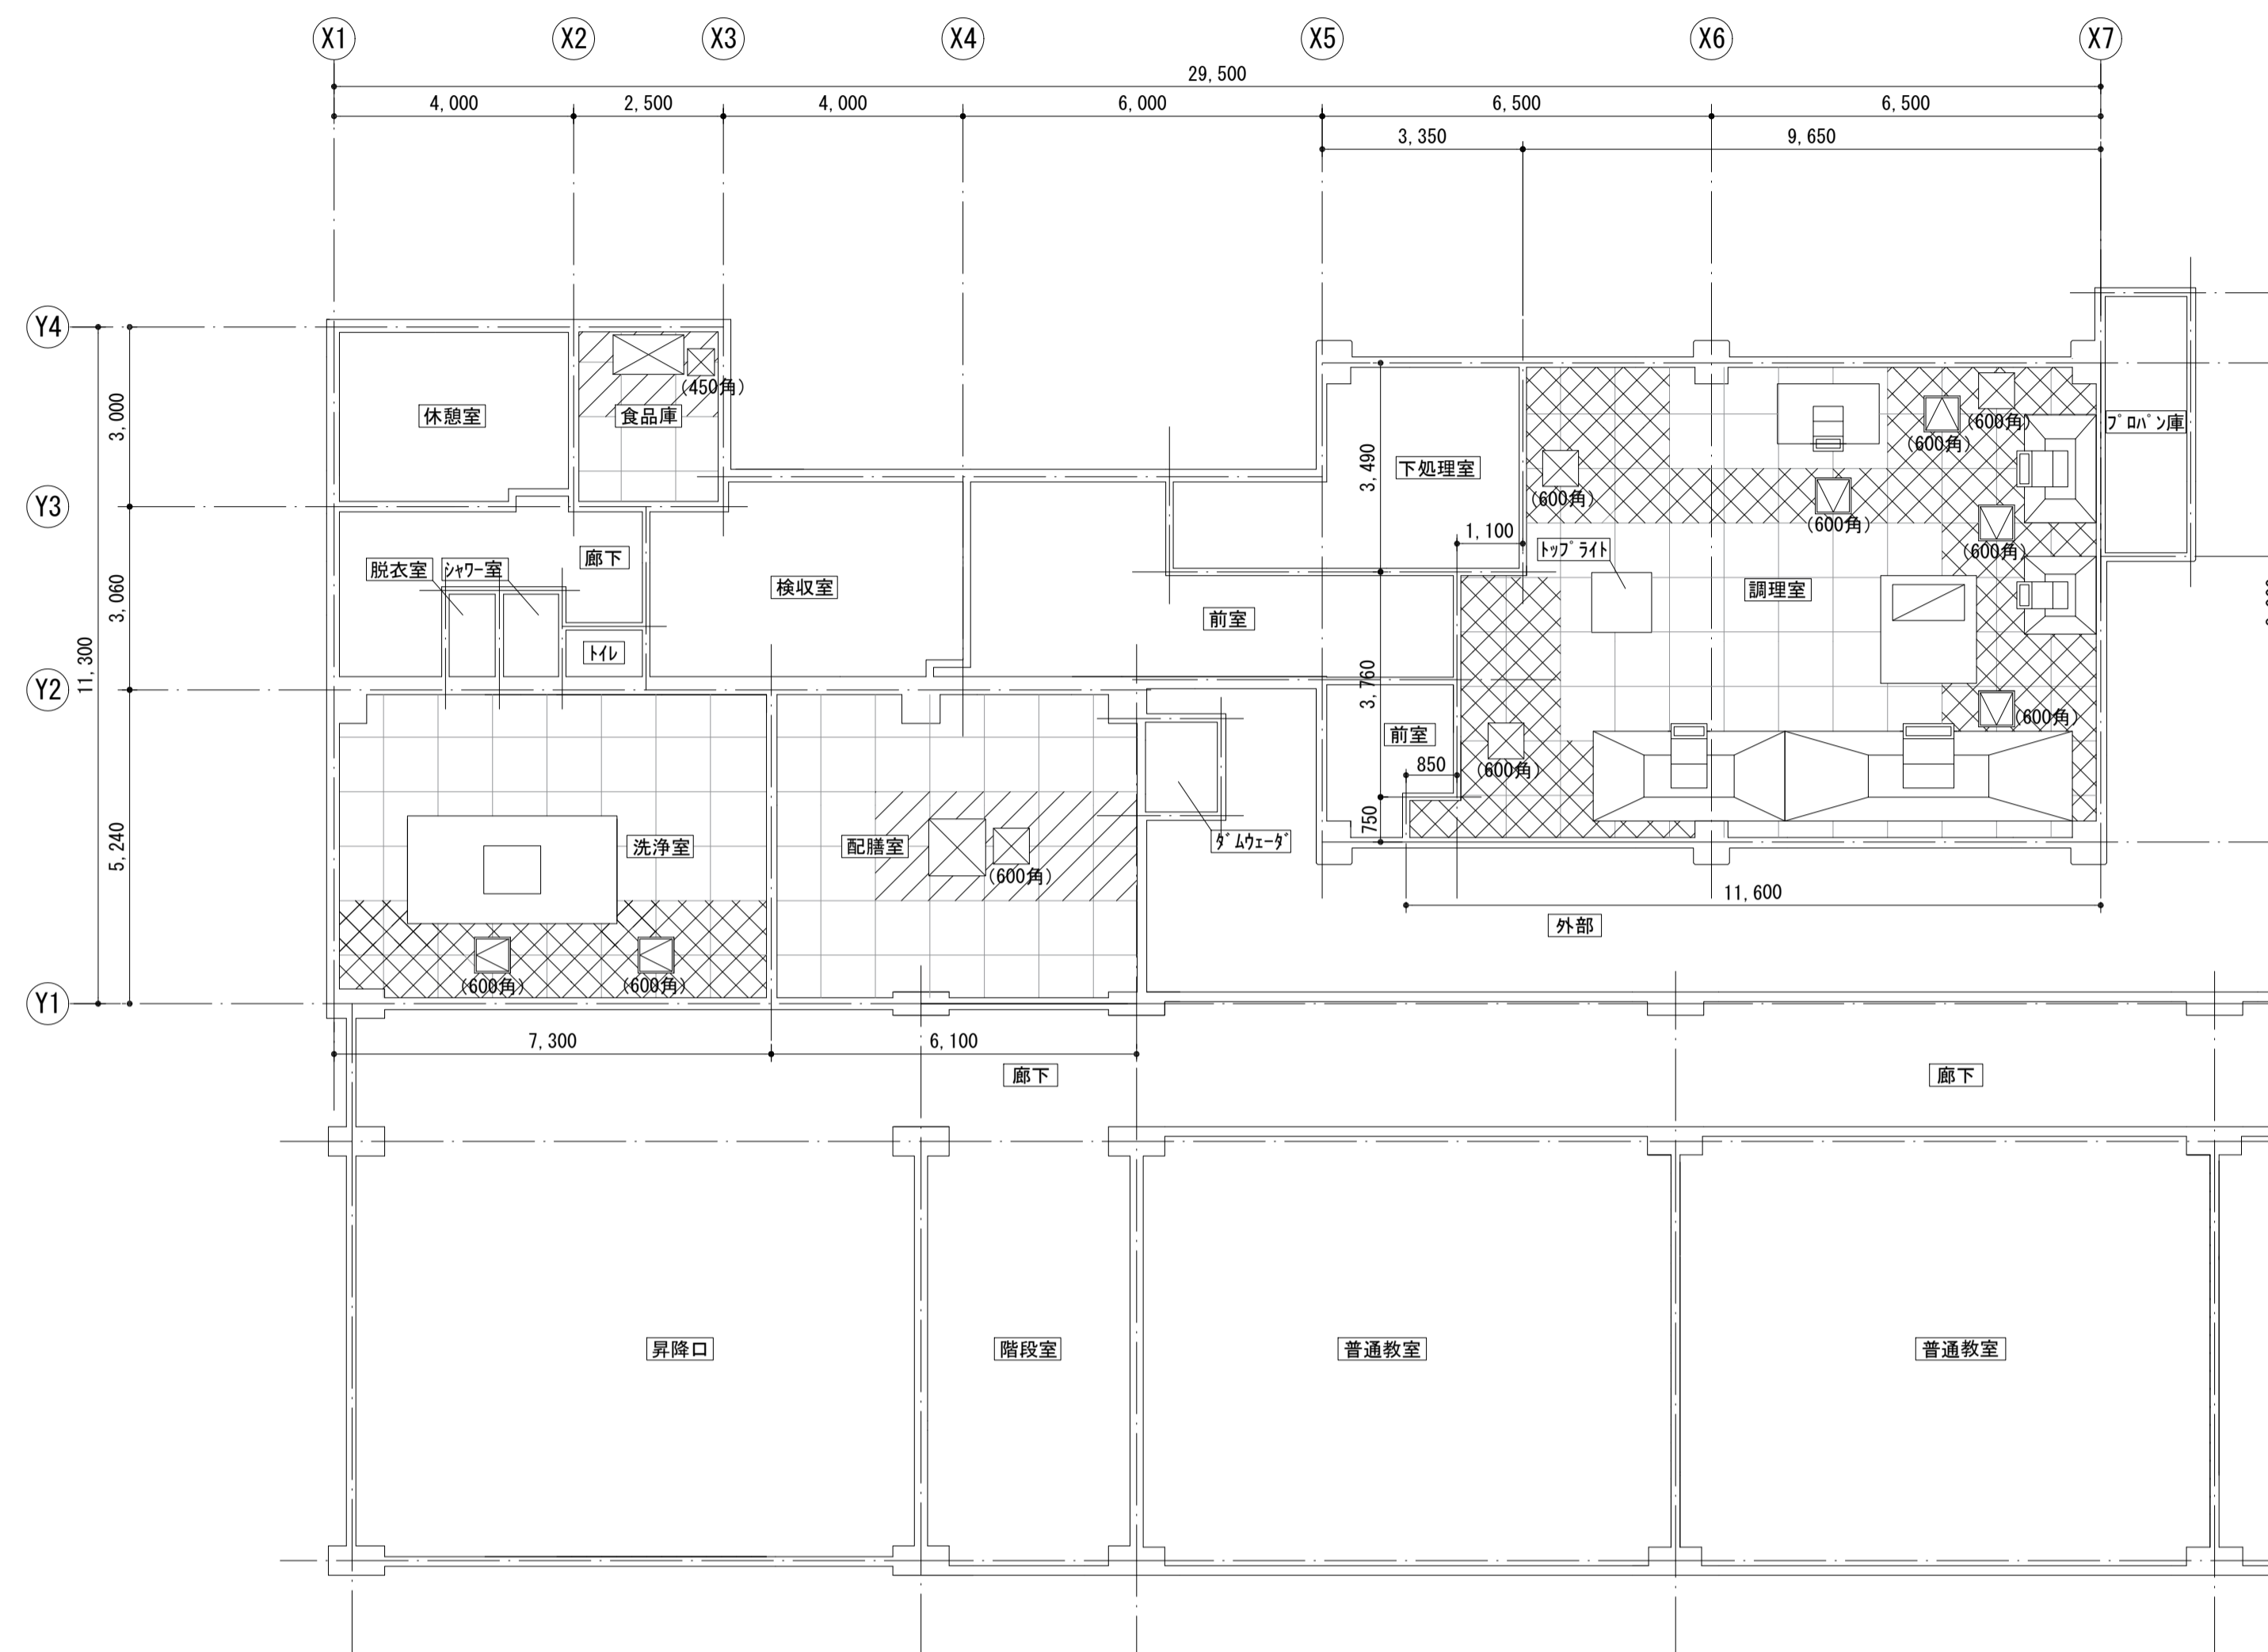 X1 X2 X3 X4 X5 X6 X7
29,500
4,000 2,500 4,000 6,000 6,500 6,500
3,350 9,650
Y4
Y3
Y2
Y1
11,300
3,000
3,060
5,240
休憩室
食品庫
(450角)
脱衣室
シャワー室
廊下
トイレ
検収室
前室
下処理室
3,490
1,100
トップライト
3,760
前室
850
750
調理室
(600角)
(600角)
(600角)
(600角)
(600角)
(600角)
(600角)
プロパン庫
洗浄室
(600角)
(600角)
配膳室
(600角)
ダムウェーダ
11,600
外部
7,300 6,100
廊下
廊下
昇降口
階段室
普通教室
普通教室